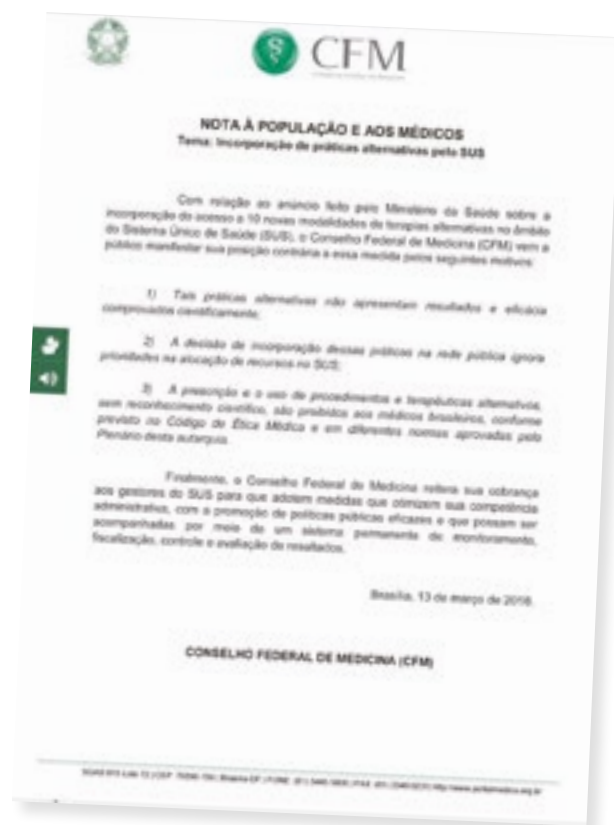 CFM
NOTA À POPULAÇÃO E AOS MÉDICOS
Tema: Incorporação de práticas alternativas pelo SUS
Com relação ao anúncio feito pelo Ministério da Saúde sobre a
incorporação do acesso a 10 novas modalidades de terapias alternativas no âmbito
do Sistema Único de Saúde (SUS), o Conselho Federal de Medicina (CFM) vem a
público manifestar sua posição contrária a essa medida pelos seguintes motivos:
1) Tais práticas alternativas não apresentam resultados e eficácia
comprovados cientificamente;
2) A decisão de incorporação dessas práticas na rede pública ignora
prioridades na alocação de recursos no SUS;
3) A prescrição e o uso de procedimentos e terapêuticas alternativos,
sem reconhecimento científico, são proibidos aos médicos brasileiros, conforme
previsto no Código de Ética Médica e em diferentes normas aprovadas pelo
Plenário desta autarquia.
Finalmente, o Conselho Federal de Medicina reitera sua cobrança
aos gestores do SUS para que adotem medidas que otimizem sua competência
administrativa, com a promoção de políticas públicas eficazes e que possam ser
acompanhadas por meio de um sistema permanente de monitoramento,
fiscalização, controle e avaliação de resultados.
Brasília, 13 de março de 2018.
CONSELHO FEDERAL DE MEDICINA (CFM)